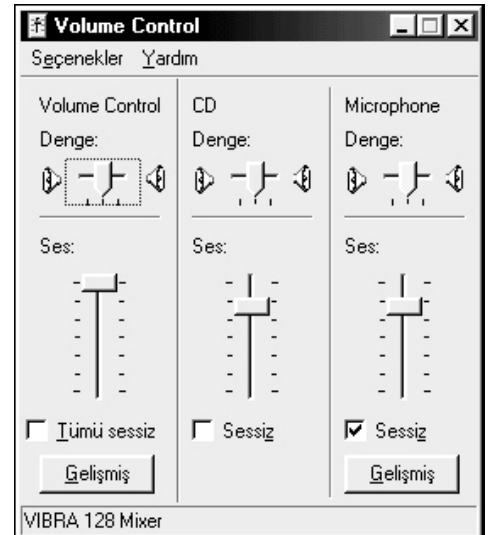 Volume Control
Seçenekler Yardım
Volume Control
Denge:
Ses:
Tümü sessiz
Gelişmiş
CD
Denge:
Ses:
Sessiz
Microphone
Denge:
Ses:
Sessiz
Gelişmiş
VIBRA 128 Mixer